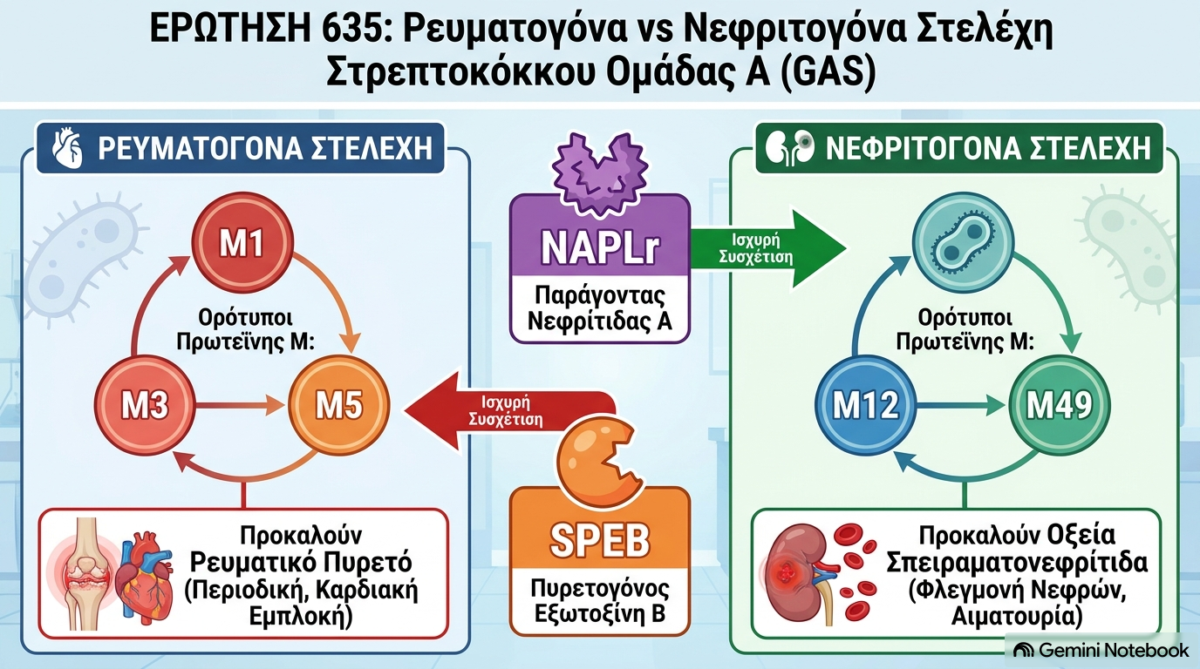 ΕΡΩΤΗΣΗ 635: Ρευματογόνα vs Νεφριτογόνα Στελέχη
Στρεπτοκόκκου Ομάδας Α (GAS)
ΡΕΥΜΑΤΟΓΟΝΑ ΣΤΕΛΕΧΗ
M1
Ορότυποι
Πρωτεΐνης Μ:
M3
M5
Προκαλούν
Ρευματικό Πυρετό
(Περιοδική, Καρδιακή
Εμπλοκή)
NAPLr
Παράγοντας
Νεφρίτιδας Α
Ισχυρή
Συσχέτιση
Ισχυρή
Συσχέτιση
SPEB
Πυρετογόνος
Εξωτοξίνη Β
ΝΕΦΡΙΤΟΓΟΝΑ ΣΤΕΛΕΧΗ
Ορότυποι
Πρωτεΐνης Μ:
M12
M49
Προκαλούν Οξεία
Σπειραματονεφρίτιδα
(Φλεγμονή Νεφρών,
Αιματουρία)
Gemini Notebook